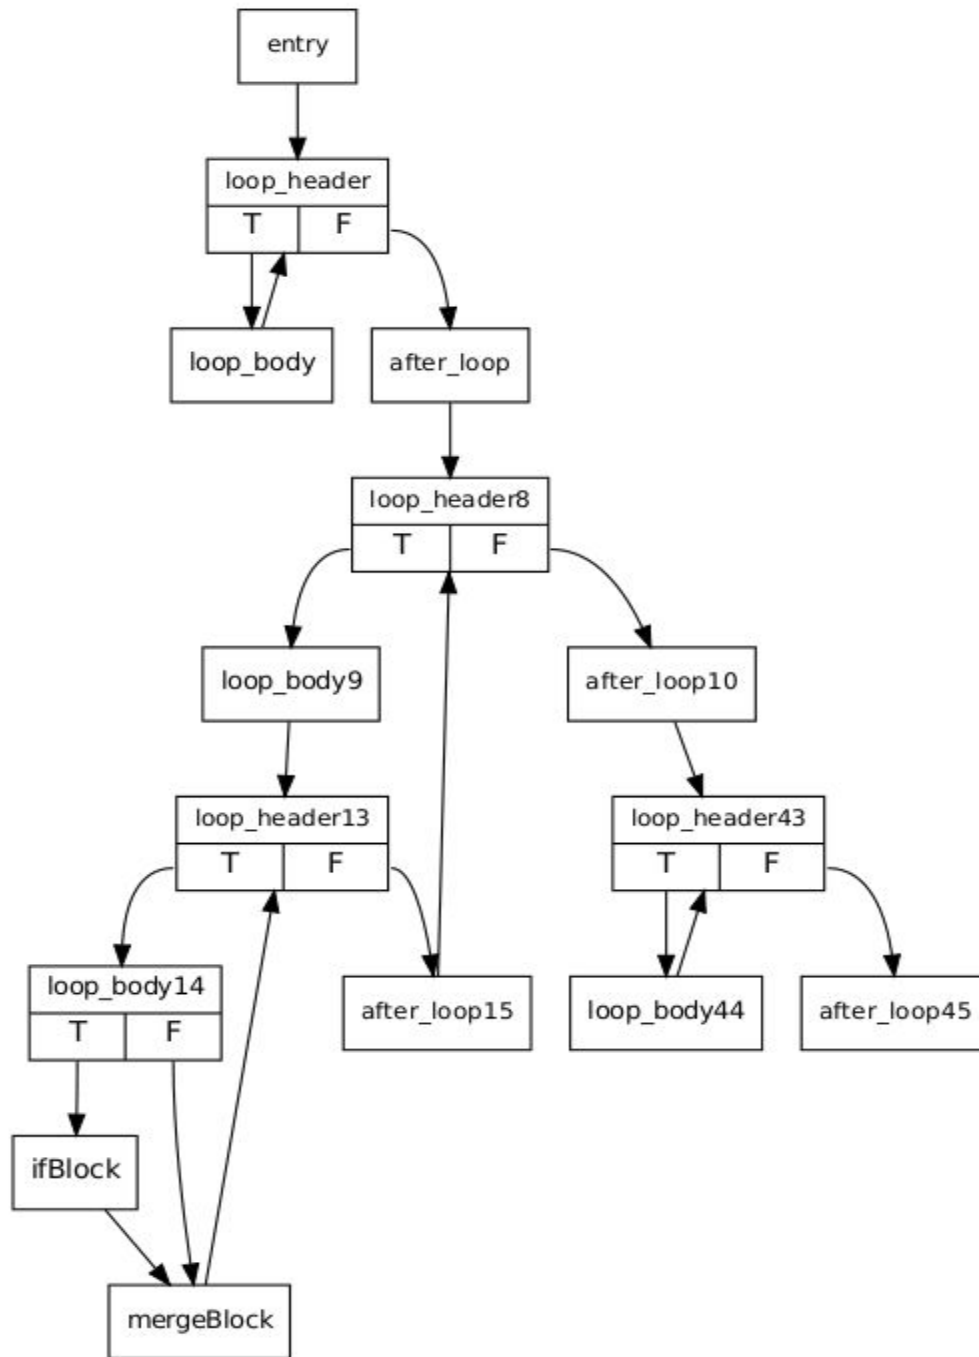 entry
loop_header
T F
loop_body after_loop
loop_header8
T F
loop_body9 after_loop10
loop_header13 loop_header43
T F T F
loop_body14 after_loop15 loop_body44 after_loop45
T F
ifBlock
mergeBlock